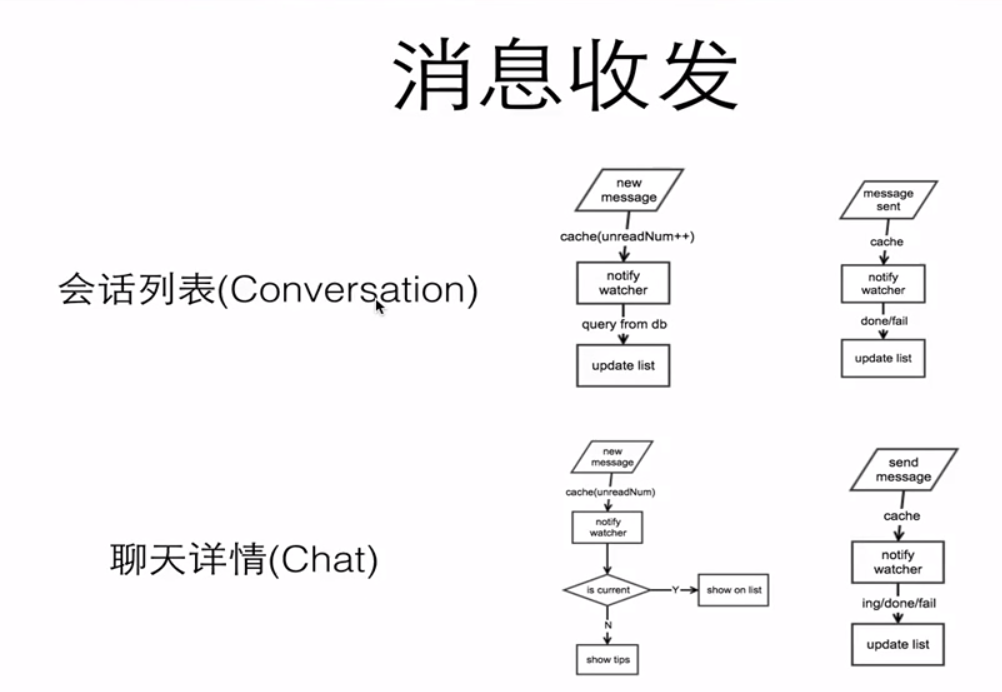 消息收发
会话列表(Conversation)
new
message
cache(unreadNum++)
notify
watcher
query from db
update list
message
sent
cache
notify
watcher
done/fail
update list
聊天详情(Chat)
new
message
cache(unreadNum)
notify
watcher
is current
Y
show on list
N
show tips
send
message
cache
notify
watcher
ing/done/fail
update list